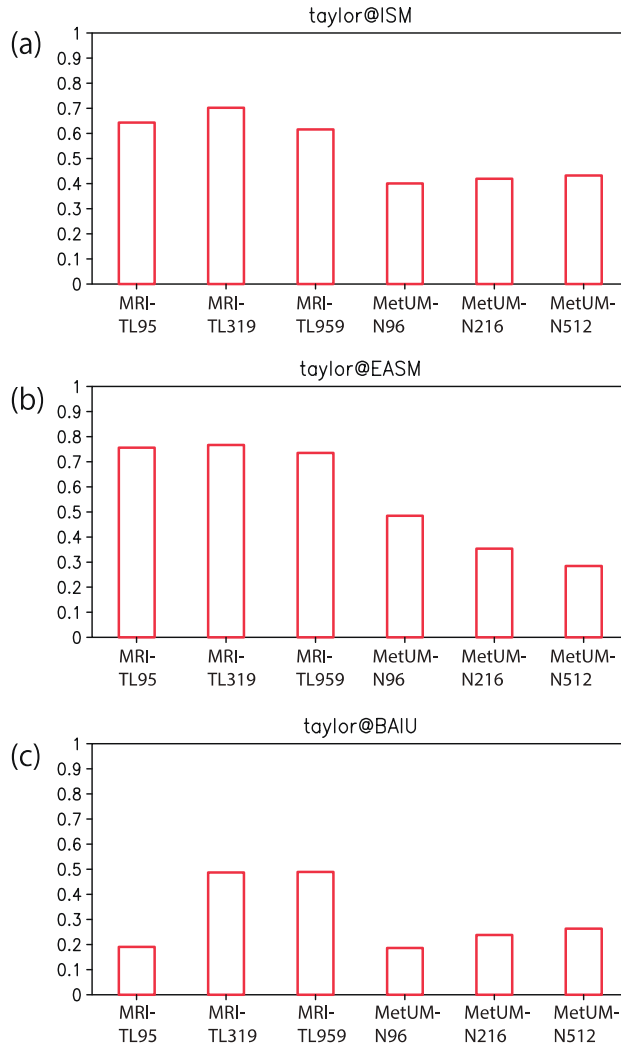 taylor@ISM
(a)
1
0.9
0.8
0.7
0.6
0.5
0.4
0.3
0.2
0.1
0
MRI- MRI- MRI- MetUM- MetUM- MetUM-
TL95 TL319 TL959 N96 N216 N512
taylor@EASM
(b)
1
0.9
0.8
0.7
0.6
0.5
0.4
0.3
0.2
0.1
0
MRI- MRI- MRI- MetUM- MetUM- MetUM-
TL95 TL319 TL959 N96 N216 N512
taylor@BAIU
(c)
1
0.9
0.8
0.7
0.6
0.5
0.4
0.3
0.2
0.1
0
MRI- MRI- MRI- MetUM- MetUM- MetUM-
TL95 TL319 TL959 N96 N216 N512